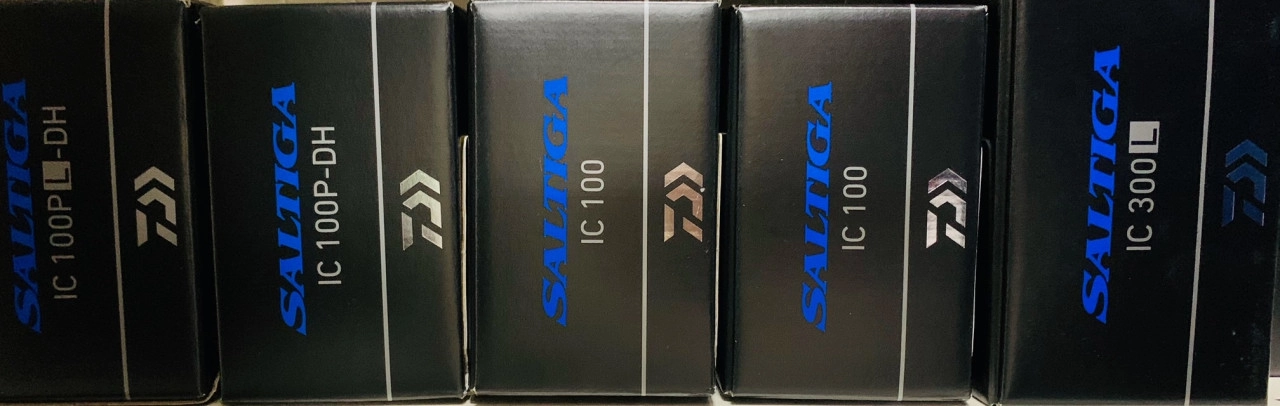 SALTIGA
IC 100PL-DH
SALTIGA
IC 100P-DH
SALTIGA
IC 100
SALTIGA
IC 100
SALTIGA
IC 300L